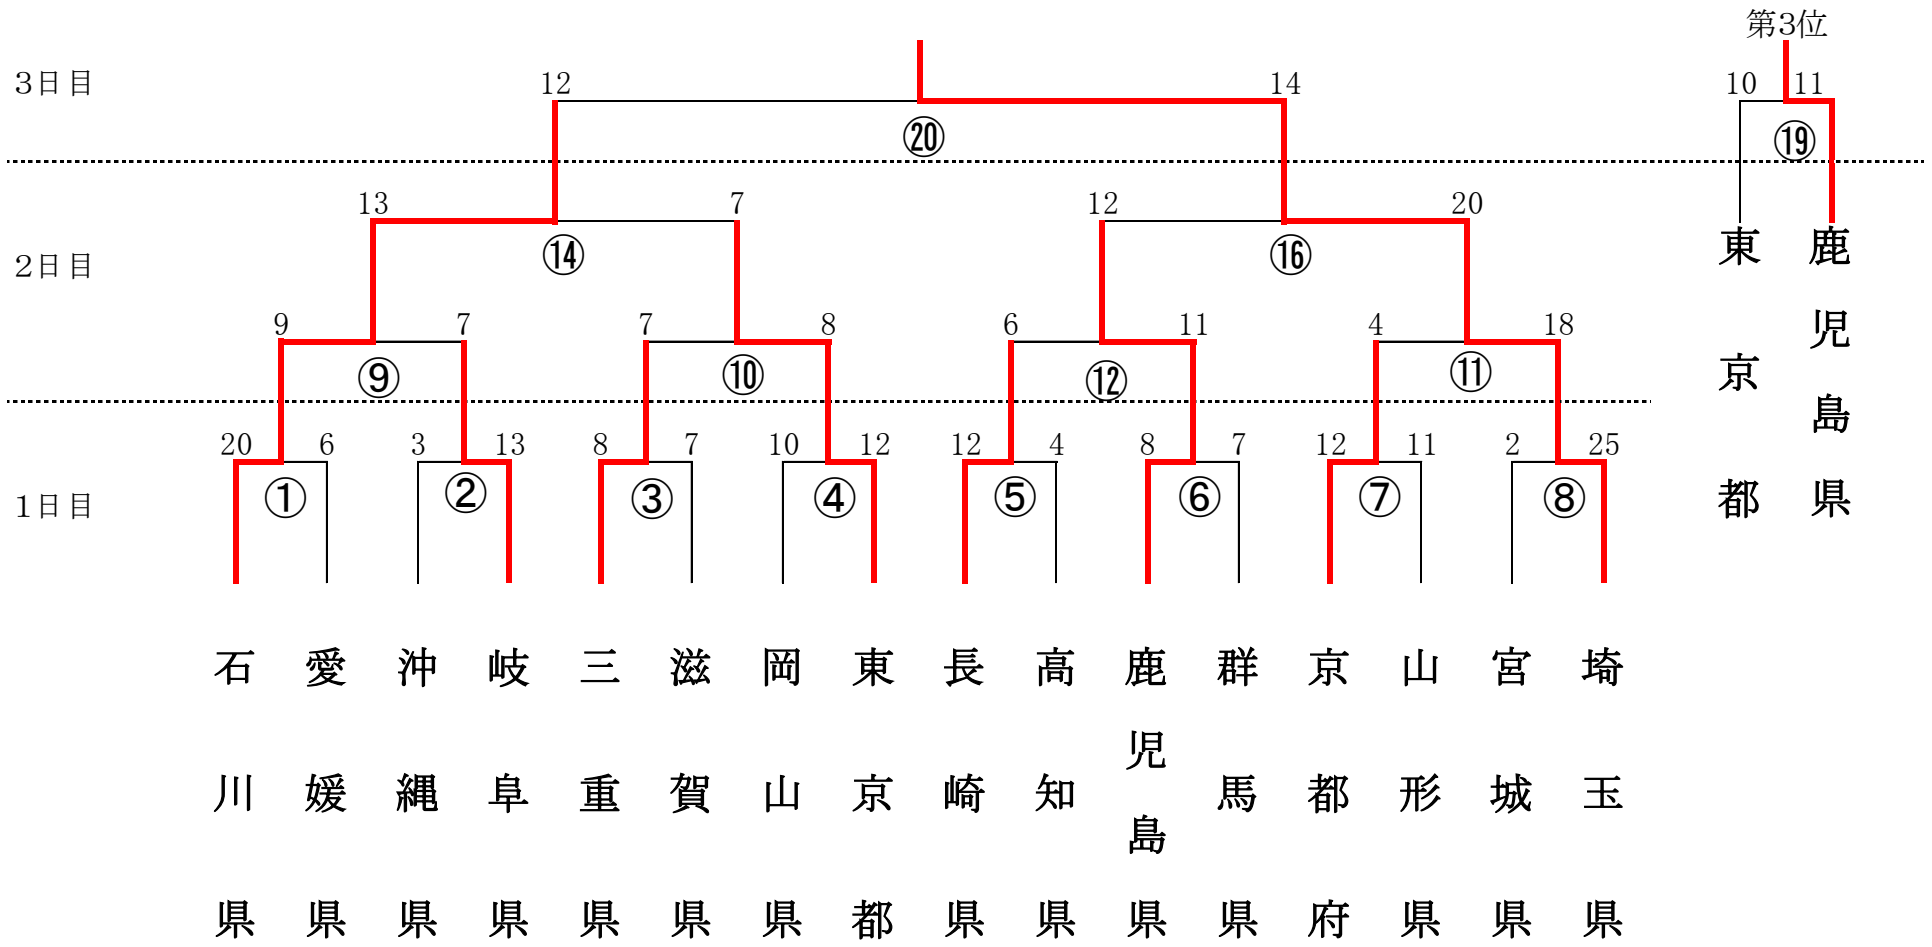 第3位
3日目
12
14
10
11
⑳
⑲
13
7
12
20
2日目
⑭
⑯
東京都
鹿児島県
9
7
7
8
6
11
4
18
⑨
⑩
⑫
⑪
20
6
3
13
8
7
10
12
12
4
8
7
12
11
2
25
1日目
①
②
③
④
⑤
⑥
⑦
⑧
石川県
愛媛県
沖縄県
岐阜県
三重県
滋賀県
岡山県
東京都
長崎県
高知県
鹿児島県
群馬県
京都府
山形県
宮城県
埼玉県